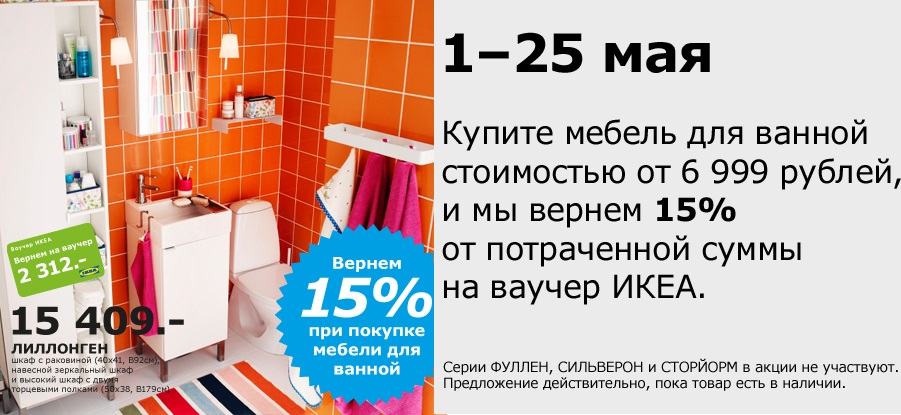 Ваучер ИКЕА
Вернем на ваучер
2 312.-
IKEA
15 409.-
ЛИЛЛОНГЕН
шкаф с раковиной (40x41, В92см),
навесной зеркальный шкаф
и высокий шкаф с двумя
торцевыми полками (50x38, В179см)
Вернем
15%
при покупке
мебели для
ванной
1–25 мая
Купите мебель для ванной
стоимостью от 6 999 рублей,
и мы вернем 15%
от потраченной суммы
на ваучер ИКЕА.
Серии ФУЛЛЕН, СИЛЬВЕРОН и СТОРЙОРМ в акции не участвуют.
Предложение действительно, пока товар есть в наличии.